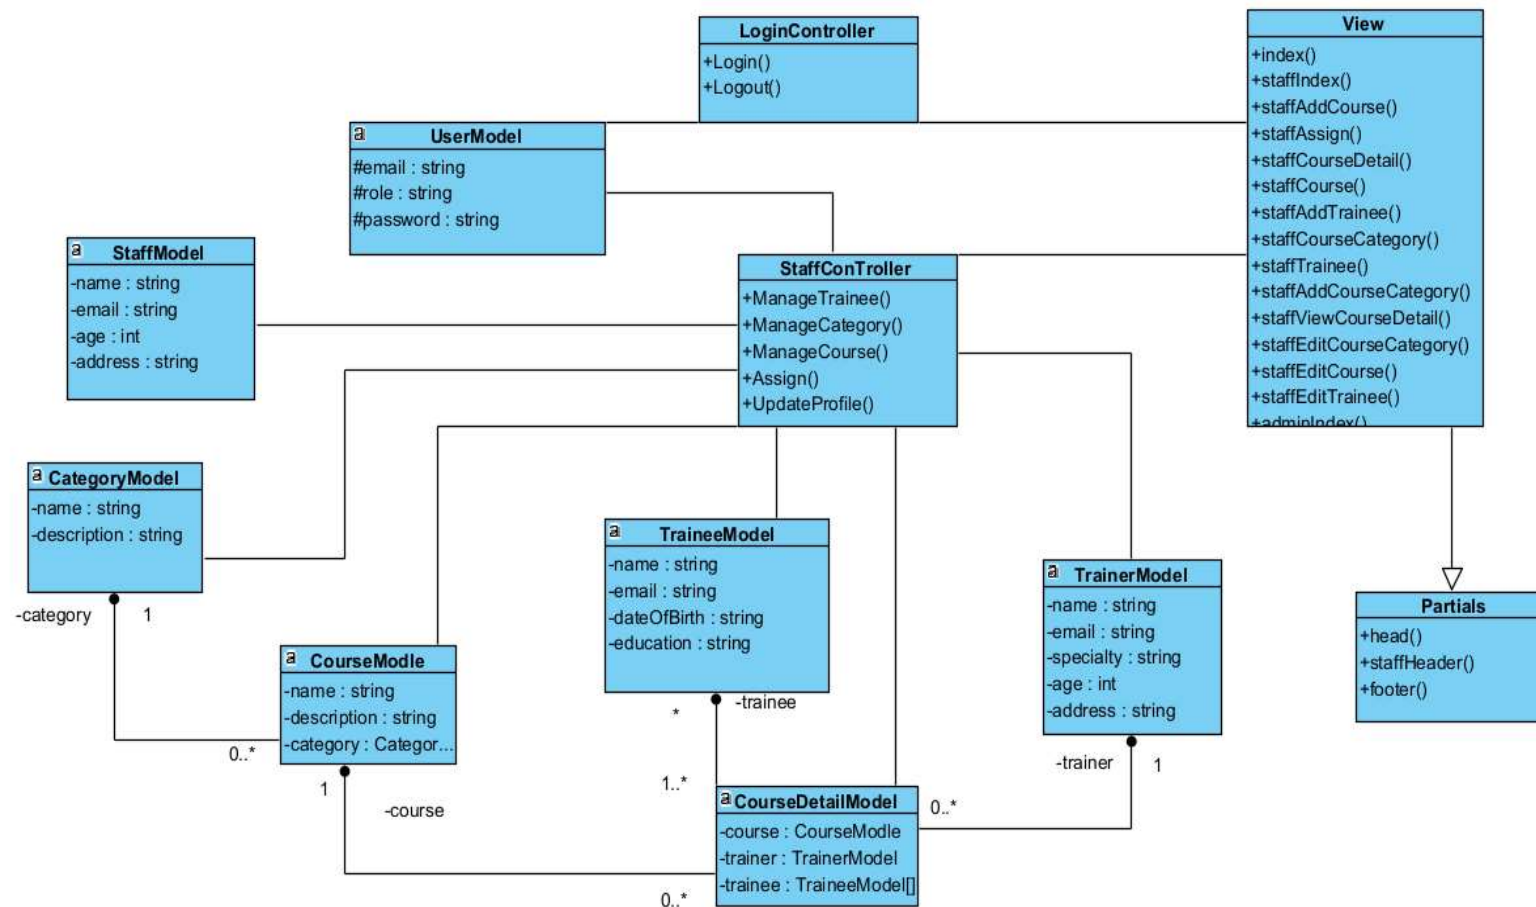 LoginController
+Login()
+Logout()
View
+index()
+staffIndex()
+staffAddCourse()
+staffAssign()
+staffCourseDetail()
+staffCourse()
+staffAddTrainee()
+staffCourseCategory()
+staffTrainee()
+staffAddCourseCategory()
+staffViewCourseDetail()
+staffEditCourseCategory()
+staffEditCourse()
+staffEditTrainee()
+adminIndex()
a
UserModel
#email : string
#role : string
#password : string
a
StaffModel
-name : string
-email : string
-age : int
-address : string
StaffConTroller
+ManageTrainee()
+ManageCategory()
+ManageCourse()
+Assign()
+UpdateProfile()
a
CategoryModel
-name : string
-description : string
-category
1
a
TraineeModel
-name : string
-email : string
-dateOfBirth : string
-education : string
*
-trainee
1..*
a
TrainerModel
-name : string
-email : string
-specialty : string
-age : int
-address : string
-trainer
1
Partials
+head()
+staffHeader()
+footer()
a
CourseModle
-name : string
-description : string
-category : Categor...
0..*
1
-course
a
CourseDetailModel
-course : CourseModle
-trainer : TrainerModel
-trainee : TraineeModel[]
0..*
0..*